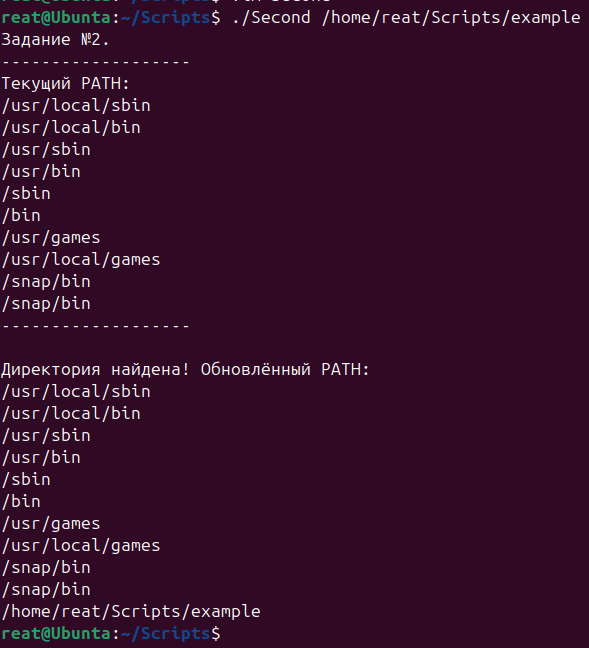 reat@Ubunta:~/Scripts$ ./Second /home/reat/Scripts/example
Задание №2.
-------------------
Текущий PATH:
/usr/local/sbin
/usr/local/bin
/usr/sbin
/usr/bin
/sbin
/bin
/usr/games
/usr/local/games
/snap/bin
/snap/bin
-------------------
Директория найдена! Обновлённый PATH:
/usr/local/sbin
/usr/local/bin
/usr/sbin
/usr/bin
/sbin
/bin
/usr/games
/usr/local/games
/snap/bin
/snap/bin
/home/reat/Scripts/example
reat@Ubunta:~/Scripts$